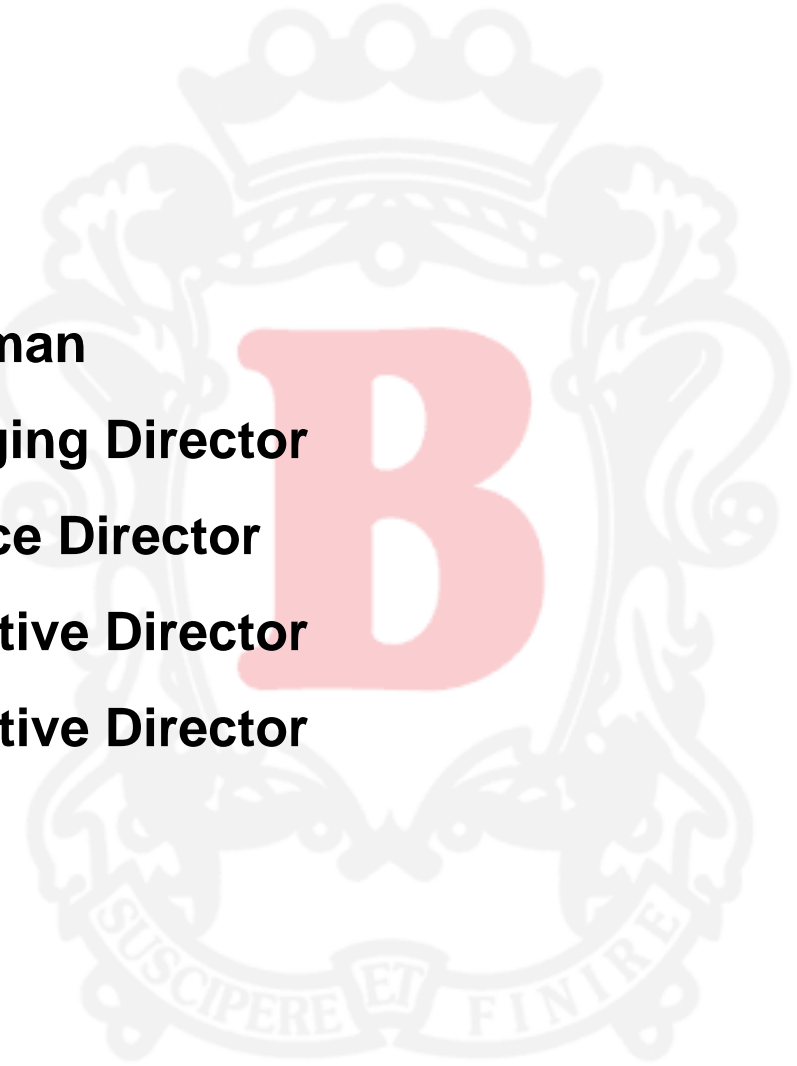 man
ging Director
ce Director
tive Director
tive Director
B
SUSCIPERE ET FINIRE